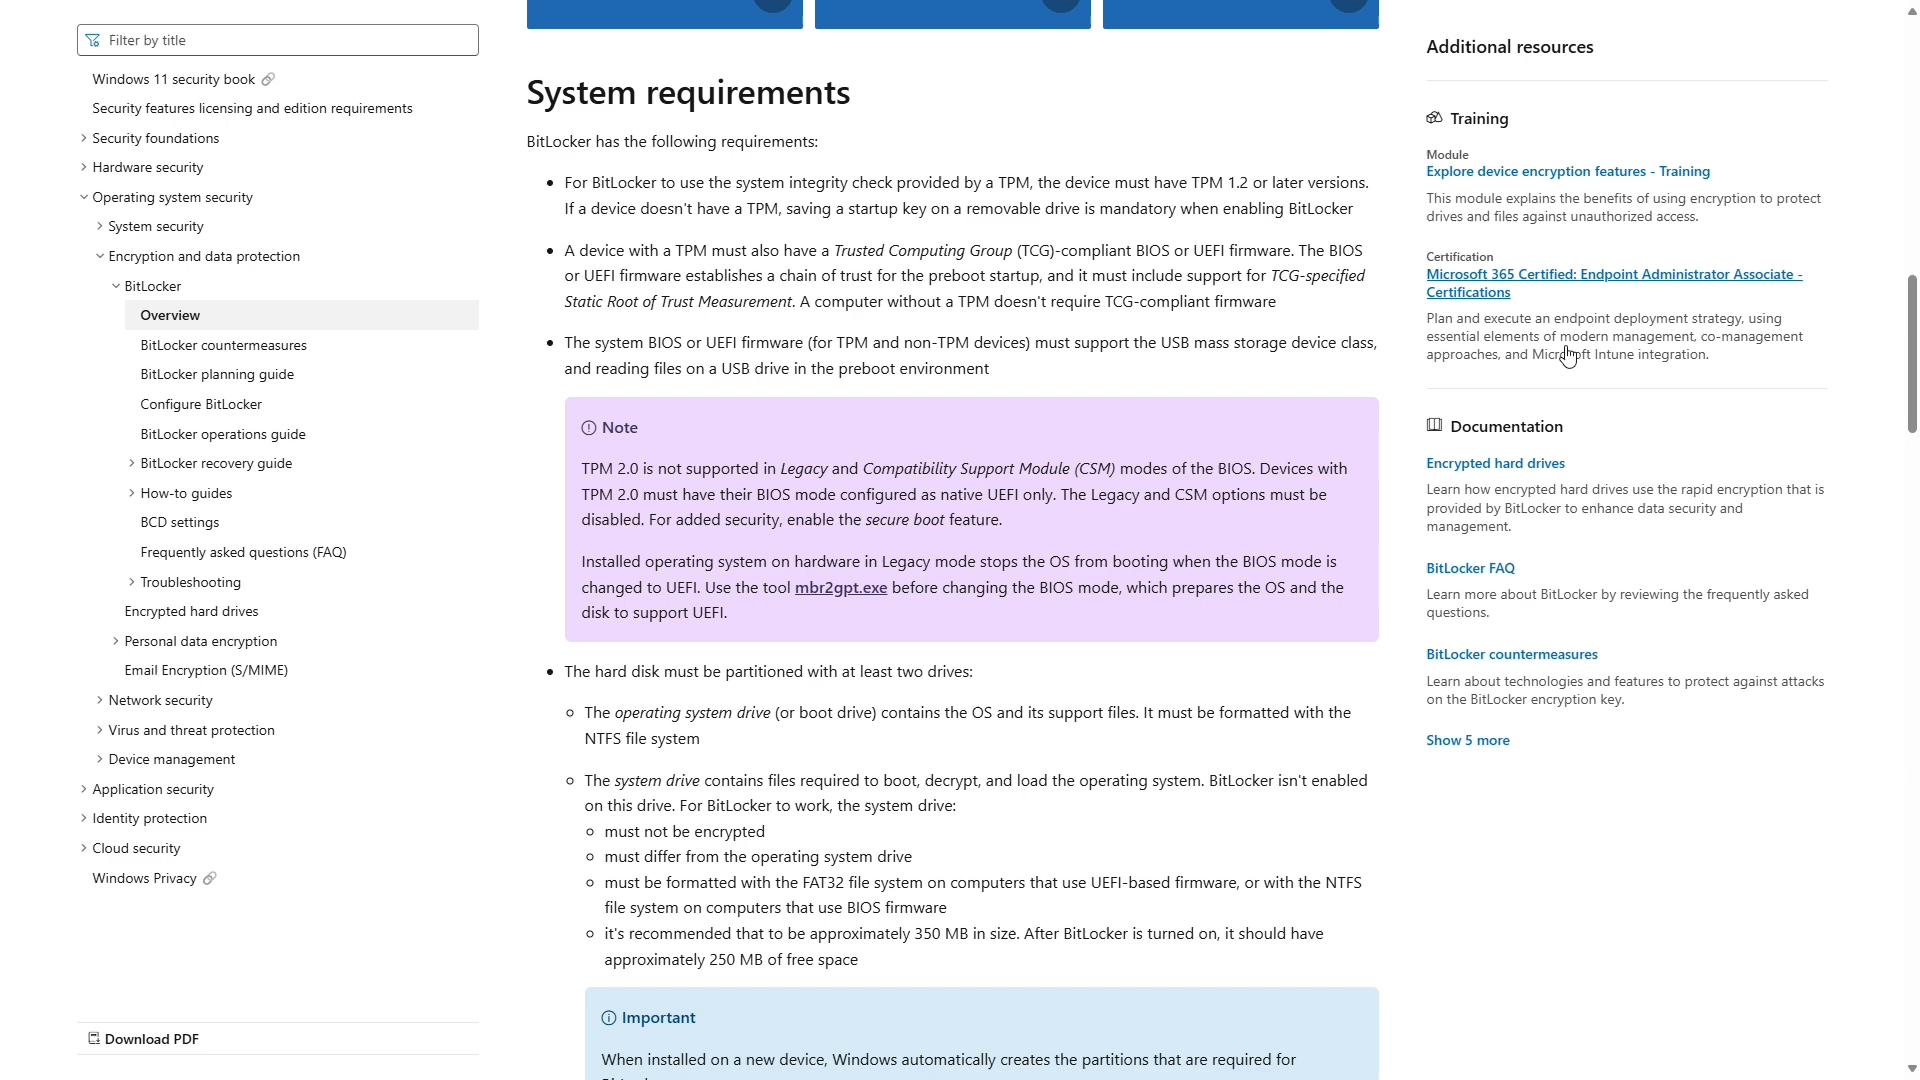 Filter by title
Windows 11 security book
Security features licensing and edition requirements
Security foundations
Hardware security
Operating system security
System security
Encryption and data protection
BitLocker
Overview
BitLocker countermeasures
BitLocker planning guide
Configure BitLocker
BitLocker operations guide
BitLocker recovery guide
How-to guides
BCD settings
Frequently asked questions (FAQ)
Troubleshooting
Encrypted hard drives
Personal data encryption
Email Encryption (S/MIME)
Network security
Virus and threat protection
Device management
Application security
Identity protection
Cloud security
Windows Privacy
Download PDF
System requirements
BitLocker has the following requirements:
For BitLocker to use the system integrity check provided by a TPM, the device must have TPM 1.2 or later versions.
If a device doesn't have a TPM, saving a startup key on a removable drive is mandatory when enabling BitLocker
A device with a TPM must also have a Trusted Computing Group (TCG)-compliant BIOS or UEFI firmware. The BIOS
or UEFI firmware establishes a chain of trust for the preboot startup, and it must include support for TCG-specified
Static Root of Trust Measurement. A computer without a TPM doesn't require TCG-compliant firmware
The system BIOS or UEFI firmware (for TPM and non-TPM devices) must support the USB mass storage device class,
and reading files on a USB drive in the preboot environment
Note
TPM 2.0 is not supported in Legacy and Compatibility Support Module (CSM) modes of the BIOS. Devices with
TPM 2.0 must have their BIOS mode configured as native UEFI only. The Legacy and CSM options must be
disabled. For added security, enable the secure boot feature.
Installed operating system on hardware in Legacy mode stops the OS from booting when the BIOS mode is
changed to UEFI. Use the tool mbr2gpt.exe before changing the BIOS mode, which prepares the OS and the
disk to support UEFI.
The hard disk must be partitioned with at least two drives:
The operating system drive (or boot drive) contains the OS and its support files. It must be formatted with the
NTFS file system
The system drive contains files required to boot, decrypt, and load the operating system. BitLocker isn't enabled
on this drive. For BitLocker to work, the system drive:
must not be encrypted
must differ from the operating system drive
must be formatted with the FAT32 file system on computers that use UEFI-based firmware, or with the NTFS
file system on computers that use BIOS firmware
it's recommended that to be approximately 350 MB in size. After BitLocker is turned on, it should have
approximately 250 MB of free space
Important
When installed on a new device, Windows automatically creates the partitions that are required for
Additional resources
Training
Module
Explore device encryption features - Training
This module explains the benefits of using encryption to protect
drives and files against unauthorized access.
Certification
Microsoft 365 Certified: Endpoint Administrator Associate -
Certifications
Plan and execute an endpoint deployment strategy, using
essential elements of modern management, co-management
approaches, and Microsoft Intune integration.
Documentation
Encrypted hard drives
Learn how encrypted hard drives use the rapid encryption that is
provided by BitLocker to enhance data security and
management.
BitLocker FAQ
Learn more about BitLocker by reviewing the frequently asked
questions.
BitLocker countermeasures
Learn about technologies and features to protect against attacks
on the BitLocker encryption key.
Show 5 more